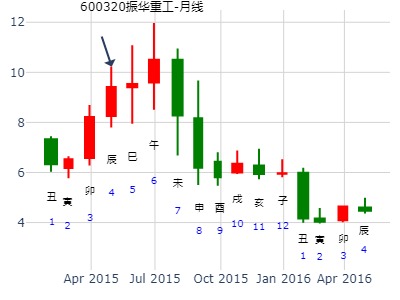 600320振华重工-月线
12
10
8
6
4
丑
1
寅
2
卯
3
辰
4
巳
5
午
6
未
7
申
8
酉
9
戌
10
亥
11
子
12
丑
1
寅
2
卯
3
辰
4
Apr 2015
Jul 2015
Oct 2015
Jan 2016
Apr 2016